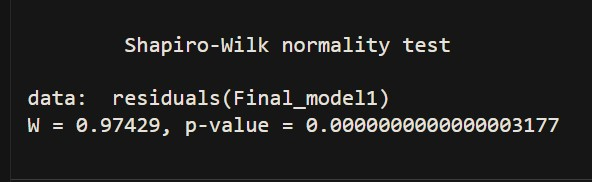 Shapiro-Wilk normality test
data:  residuals(Final_model1)
W = 0.97429, p-value = 0.0000000000000003177